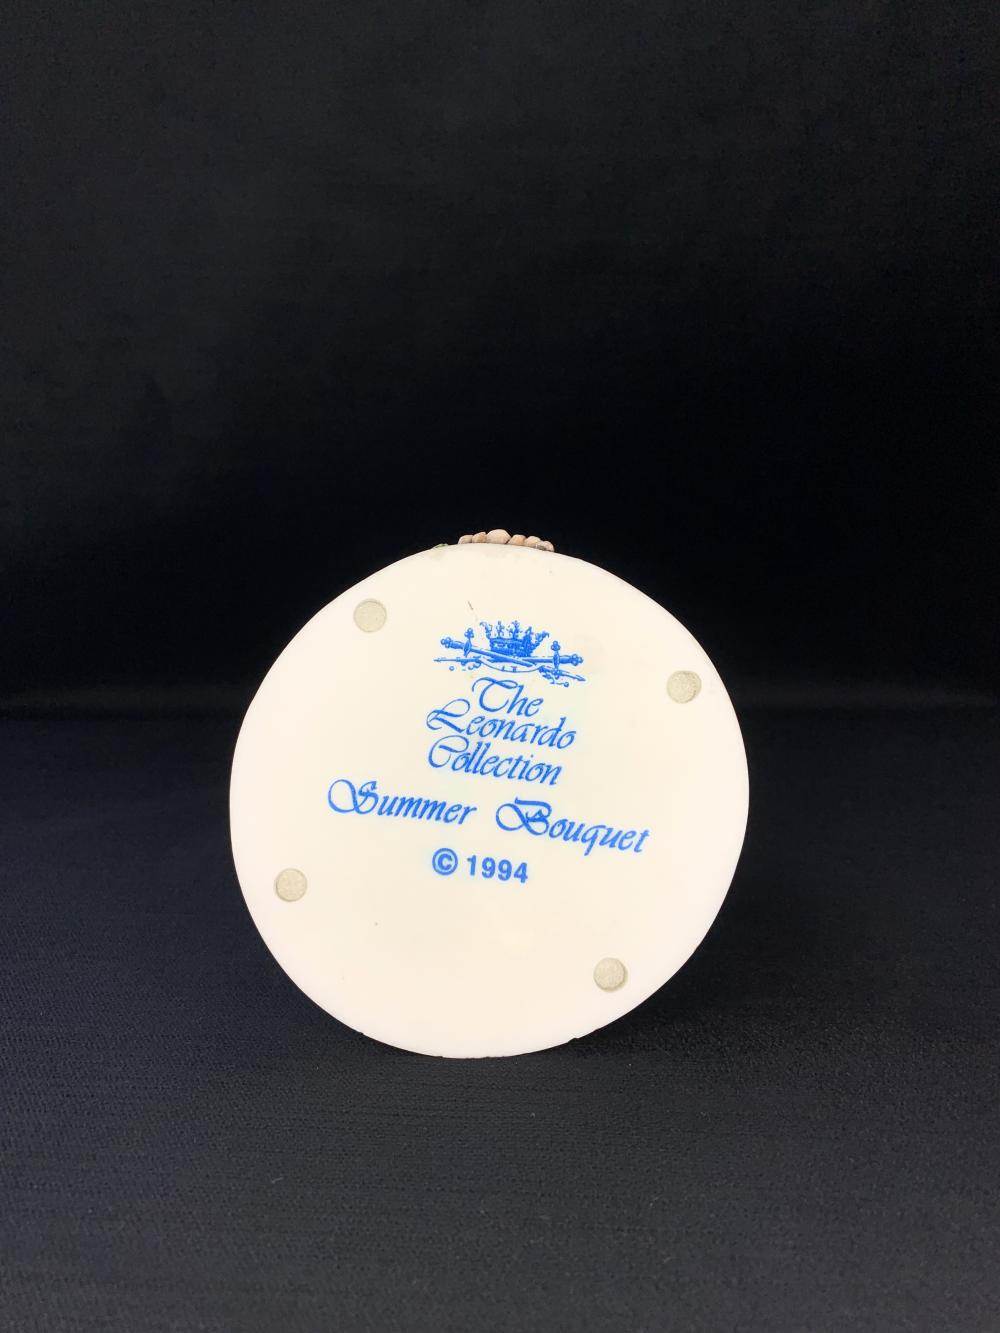 The
Leonardo
Collection
Summer Bouquet
© 1994